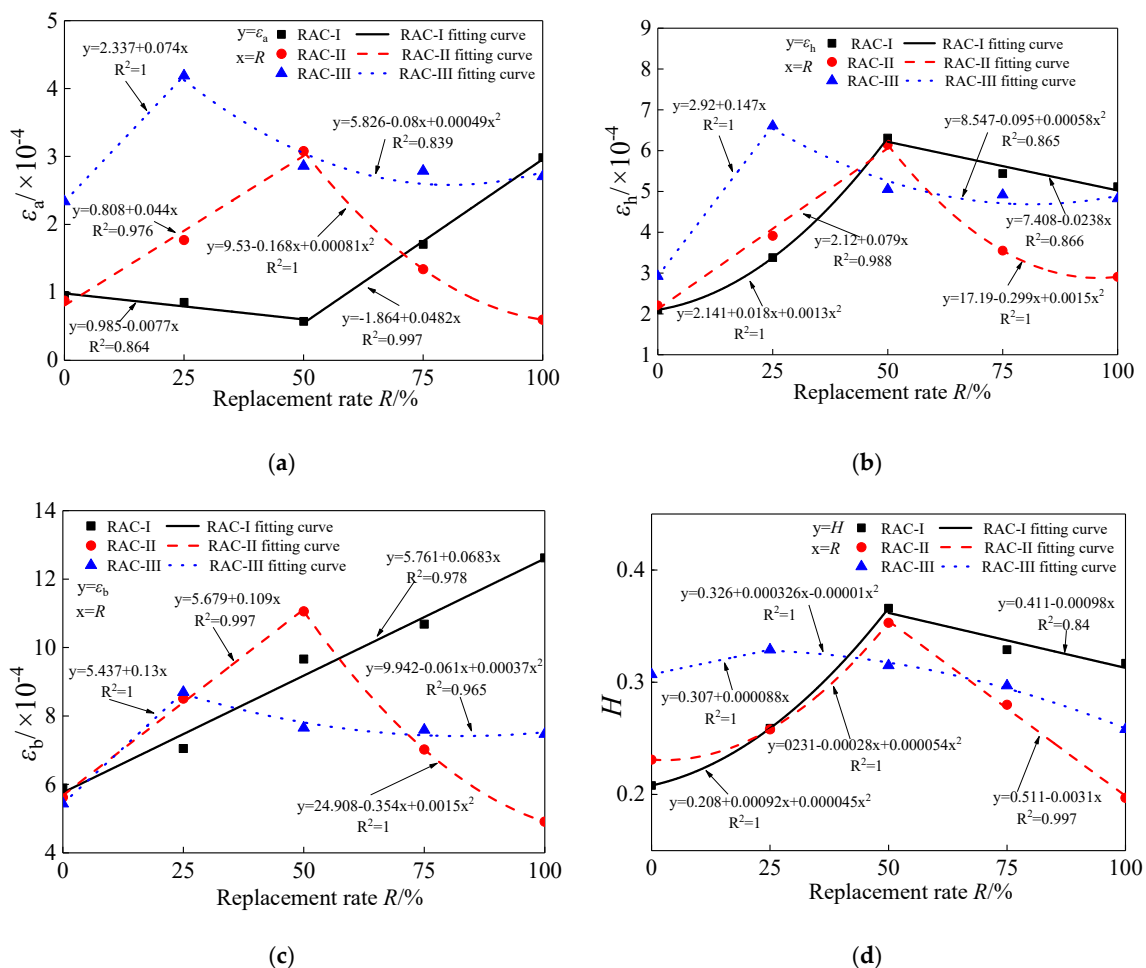 y=εa RAC-I RAC-I fitting curve
x=R RAC-II RAC-II fitting curve
RAC-III RAC-III fitting curve
y=2.337+0.074x
R²=1
y=5.826-0.08x+0.00049x²
R²=0.839
y=0.808+0.044x
R²=0.976
y=9.53-0.168x+0.00081x²
R²=1
y=0.985-0.0077x
R²=0.864
y=-1.864+0.0482x
R²=0.997
εa/×10⁻⁴
5
4
3
2
1
0
0 25 50 75 100
Replacement rate R/%
(a)
y=εh RAC-I RAC-I fitting curve
x=R RAC-II RAC-II fitting curve
RAC-III RAC-III fitting curve
y=2.92+0.147x
R²=1
y=8.547-0.095+0.00058x²
R²=0.865
y=7.408-0.0238x
R²=0.866
y=2.12+0.079x
R²=0.988
y=2.141+0.018x+0.0013x²
R²=1
y=17.19-0.299x+0.0015x²
R²=1
εh/×10⁻⁴
9
8
7
6
5
4
3
2
1
0 25 50 75 100
Replacement rate R/%
(b)
RAC-I RAC-I fitting curve
RAC-II RAC-II fitting curve
RAC-III RAC-III fitting curve
y=εb
x=R
y=5.761+0.0683x
R²=0.978
y=5.679+0.109x
R²=0.997
y=5.437+0.13x
R²=1
y=9.942-0.061x+0.00037x²
R²=0.965
y=24.908-0.354x+0.0015x²
R²=1
εb/×10⁻⁴
14
12
10
8
6
4
0 25 50 75 100
Replacement rate R/%
(c)
y=H RAC-I RAC-I fitting curve
x=R RAC-II RAC-II fitting curve
RAC-III RAC-III fitting curve
y=0.326+0.000326x-0.00001x²
R²=1
y=0.411-0.00098x
R²=0.84
y=0.307+0.000088x
R²=1
y=0231-0.00028x+0.000054x²
R²=1
y=0.208+0.00092x+0.000045x²
R²=1
y=0.511-0.0031x
R²=0.997
H
0.4
0.3
0.2
0 25 50 75 100
Replacement rate R/%
(d)